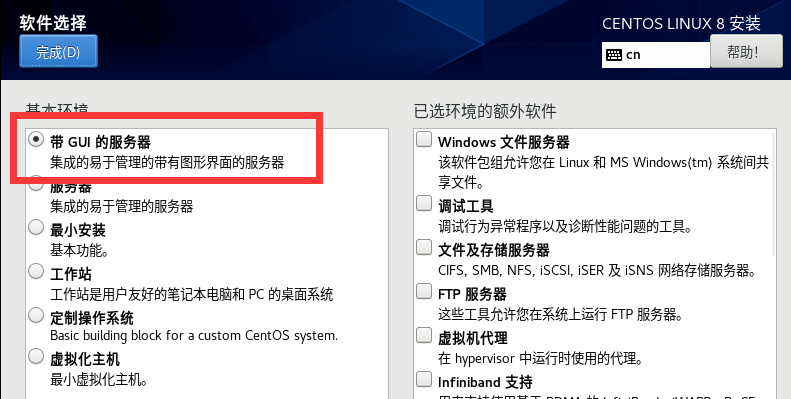 软件选择
CENTOS LINUX 8 安装
完成(D)
cn
帮助!
基本环境
已选环境的额外软件
带 GUI 的服务器
集成的易于管理的带有图形界面的服务器
服务器
集成的易于管理的服务器
最小安装
基本功能。
工作站
工作站是用户友好的笔记本电脑和 PC 的桌面系统
定制操作系统
Basic building block for a custom CentOS system.
虚拟化主机
最小虚拟化主机。
Windows 文件服务器
该软件包组允许您在 Linux 和 MS Windows(tm) 系统间共
享文件。
调试工具
调试行为异常程序以及诊断性能问题的工具。
文件及存储服务器
CIFS, SMB, NFS, iSCSI, iSER 及 iSNS 网络存储服务器。
FTP 服务器
这些工具允许您在系统上运行 FTP 服务器。
虚拟机代理
在 hypervisor 中运行时使用的代理。
Infiniband 支持